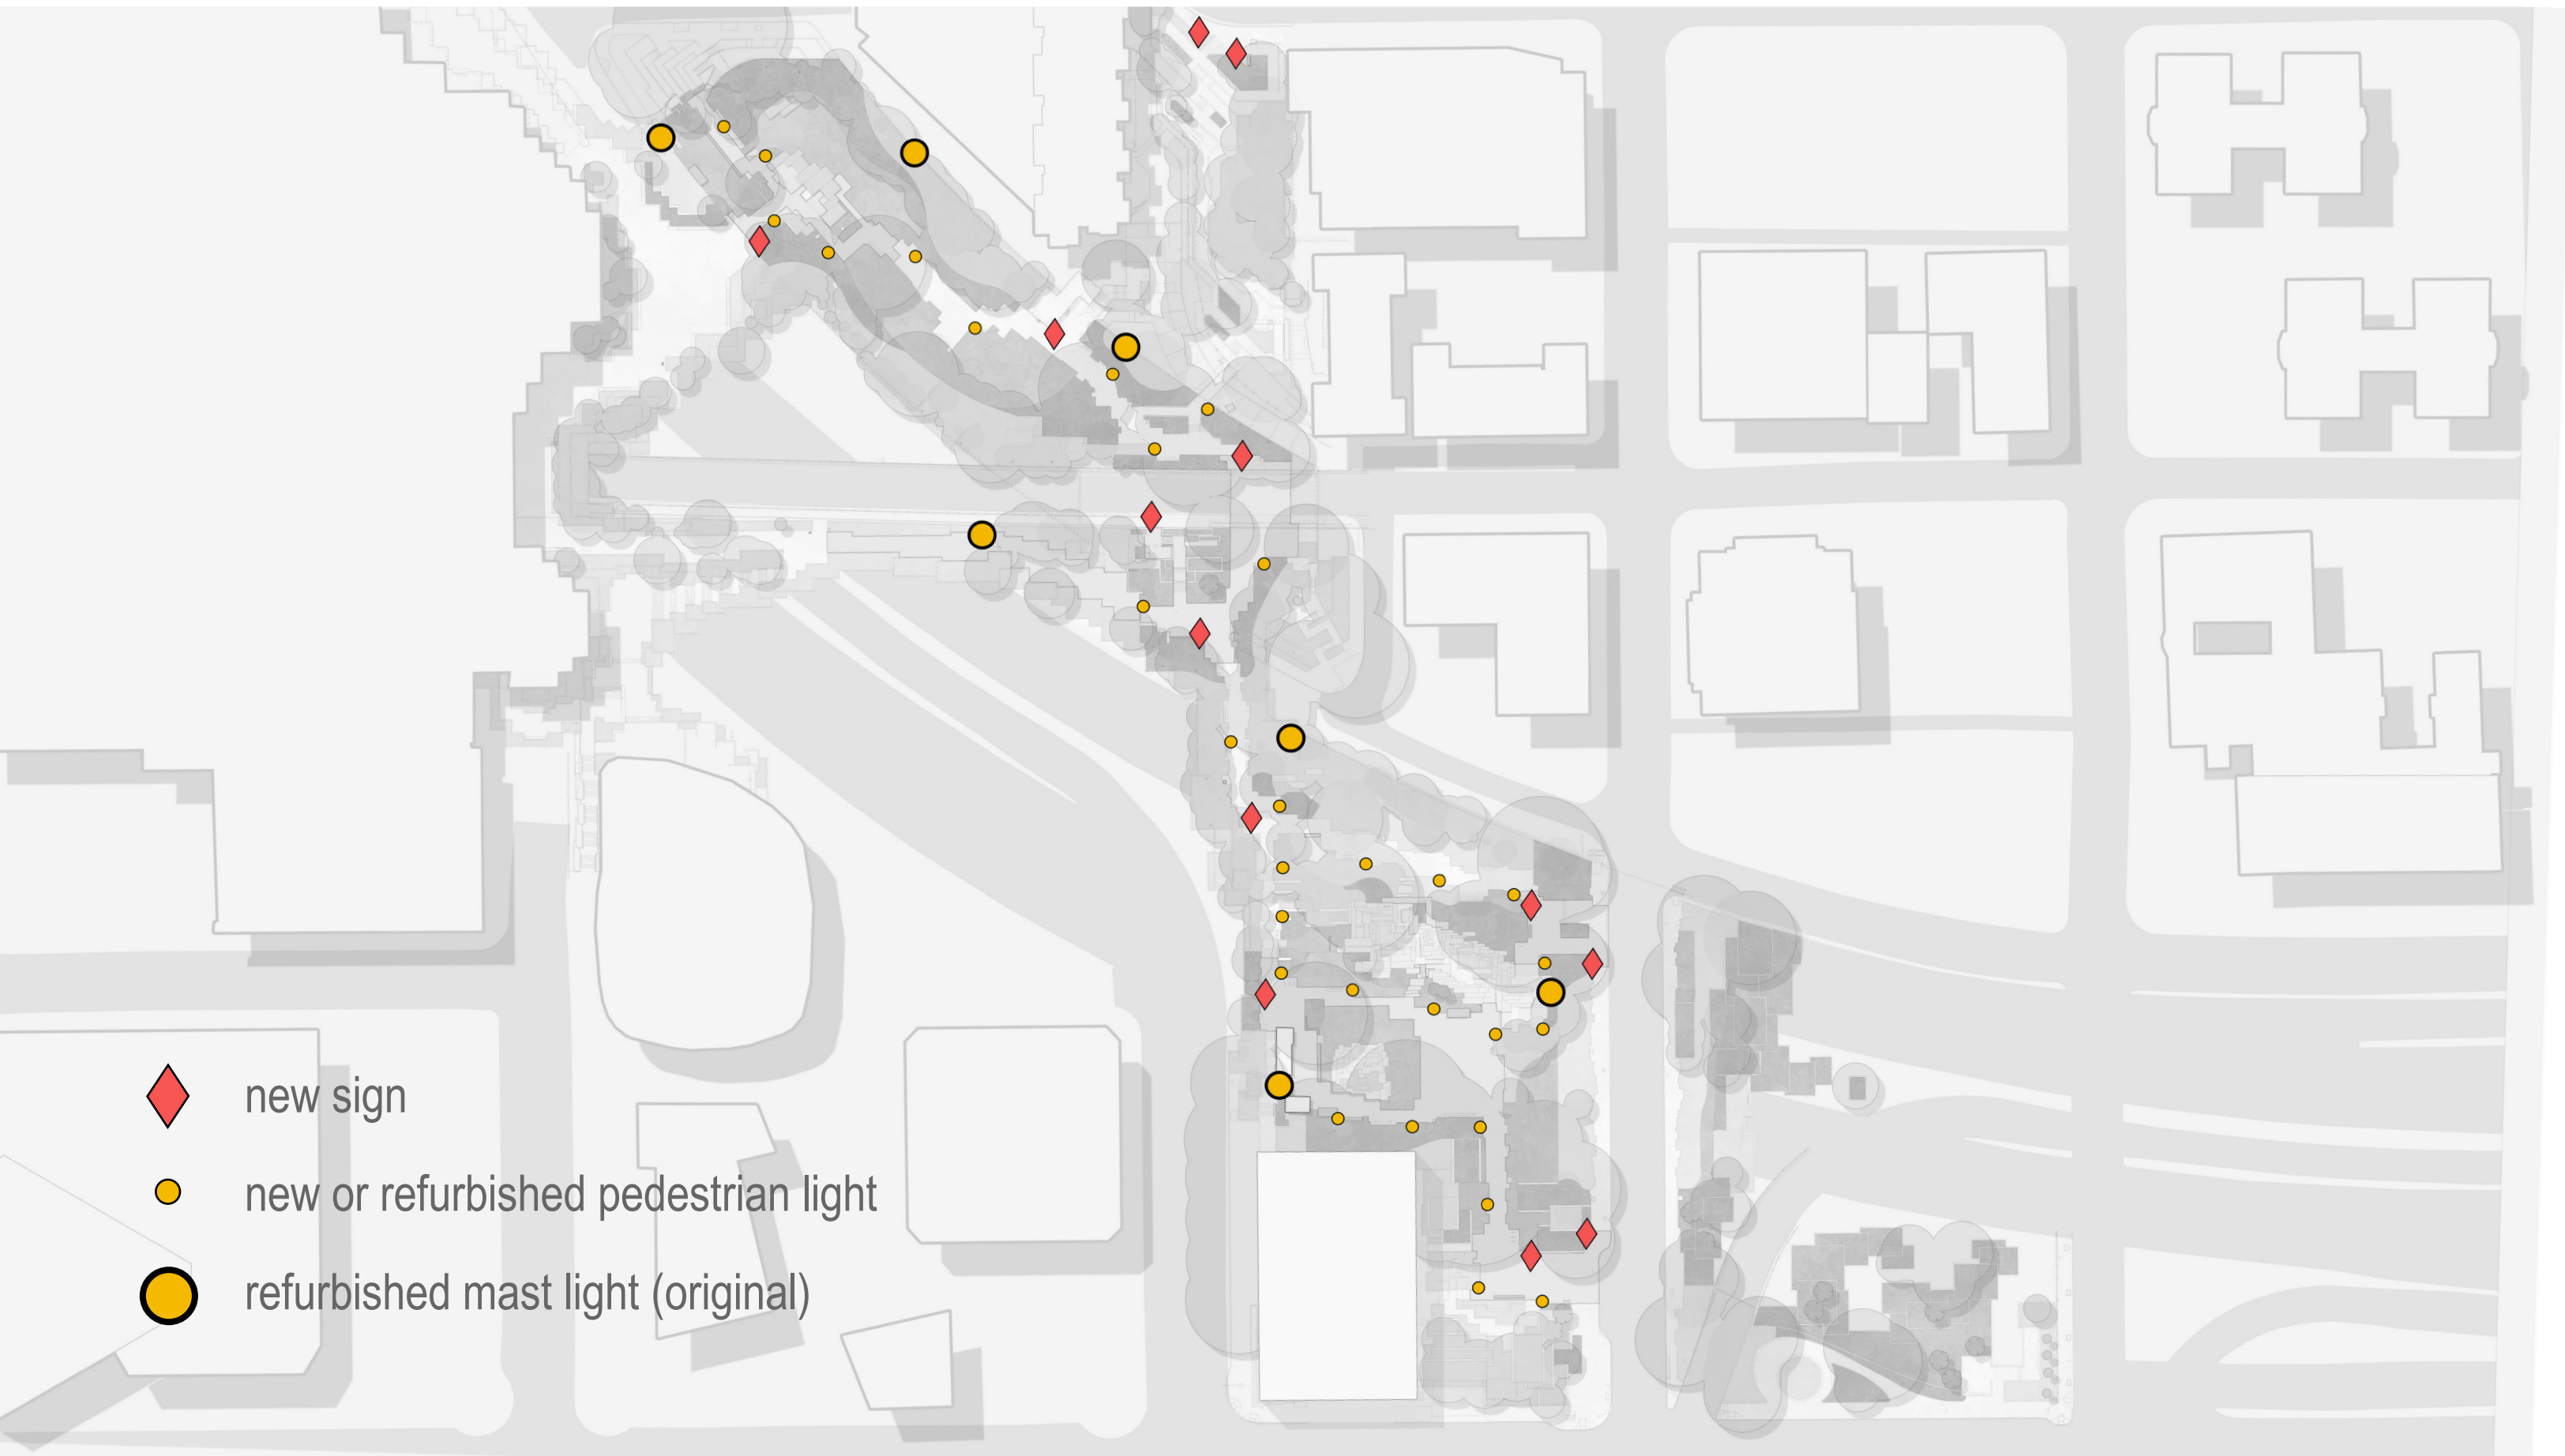 new sign
new or refurbished pedestrian light
refurbished mast light (original)